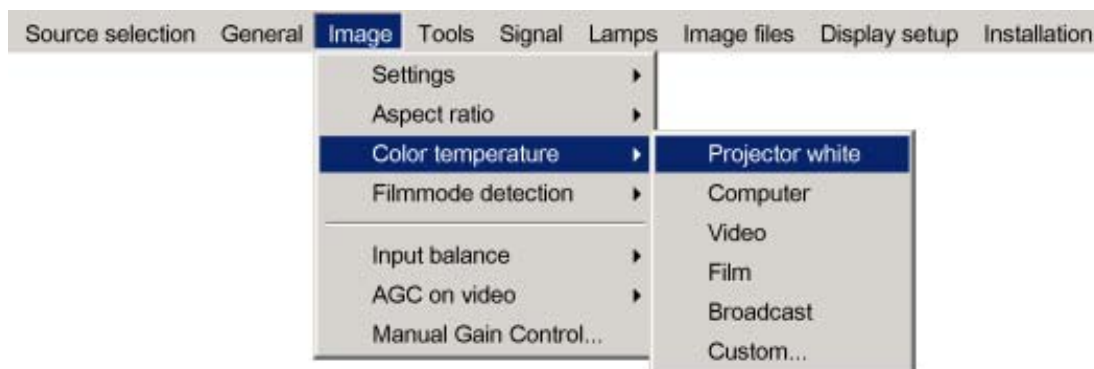 Source selection General Image Tools Signal Lamps Image files Display setup Installation
Settings
Aspect ratio
Color temperature
Filmmode detection
Input balance
AGC on video
Manual Gain Control...
Projector white
Computer
Video
Film
Broadcast
Custom...